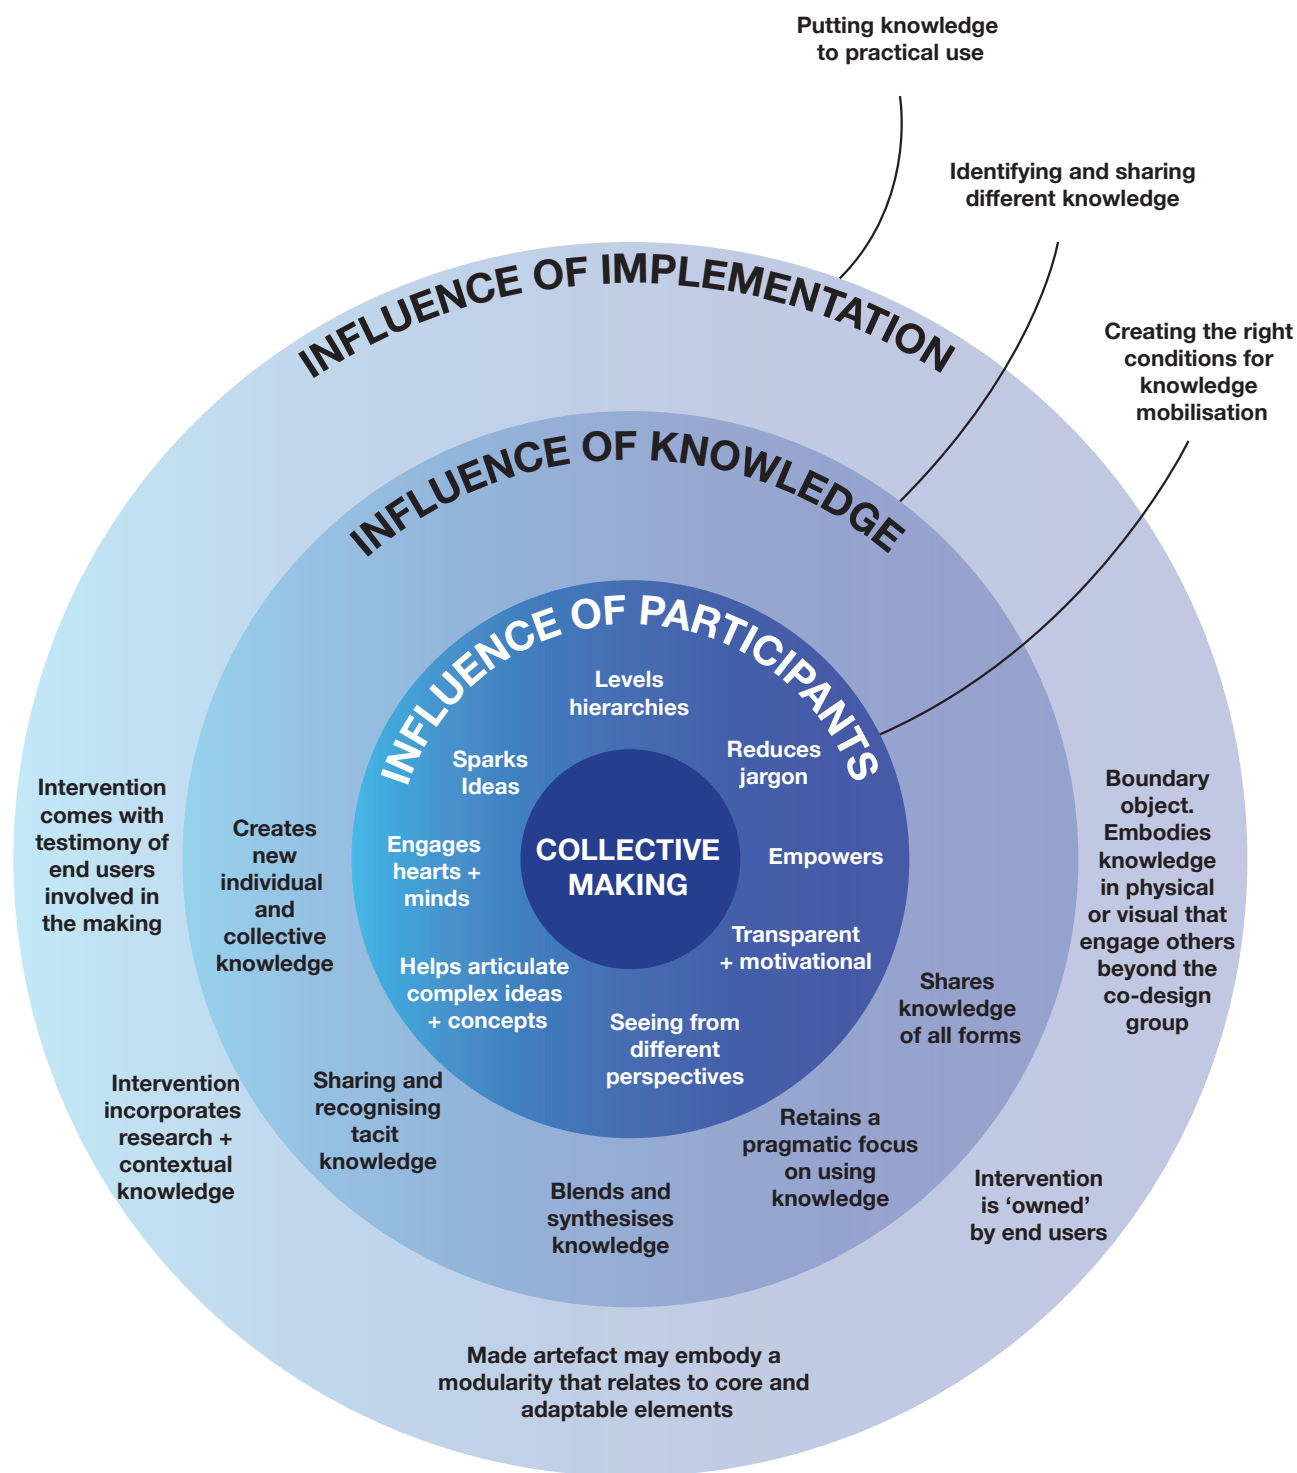 Putting knowledge
to practical use
Identifying and sharing
different knowledge
Creating the right
conditions for
knowledge
mobilisation
INFLUENCE OF IMPLEMENTATION
INFLUENCE OF KNOWLEDGE
INFLUENCE OF PARTICIPANTS
Levels
hierarchies
Sparks
Ideas
Reduces
jargon
Engages
hearts +
minds
COLLECTIVE
MAKING
Empowers
Helps articulate
complex ideas
+ concepts
Transparent
+ motivational
Seeing from
different
perspectives
Creates
new
individual
and
collective
knowledge
Sharing and
recognising
tacit
knowledge
Blends and
synthesises
knowledge
Retains a
pragmatic focus
on using
knowledge
Shares
knowledge
of all forms
Intervention
comes with
testimony of
end users
involved in
the making
Intervention
incorporates
research +
contextual
knowledge
Made artefact may embody a
modularity that relates to core and
adaptable elements
Intervention
is ‘owned’
by end users
Boundary
object.
Embodies
knowledge
in physical
or visual that
engage others
beyond the
co-design
group